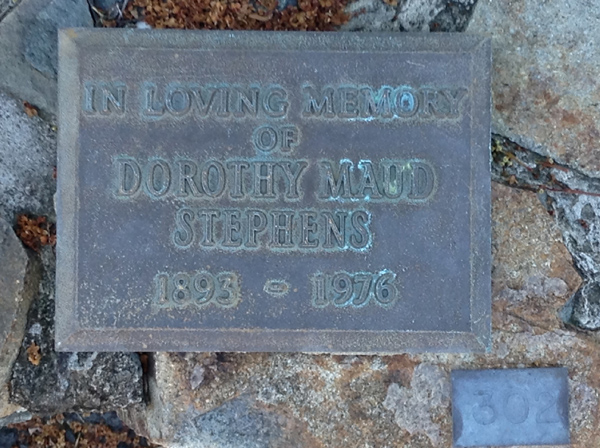 IN LOVING MEMORY
OF
DOROTHY MAUD
STEPHENS
1893 - 1976
302